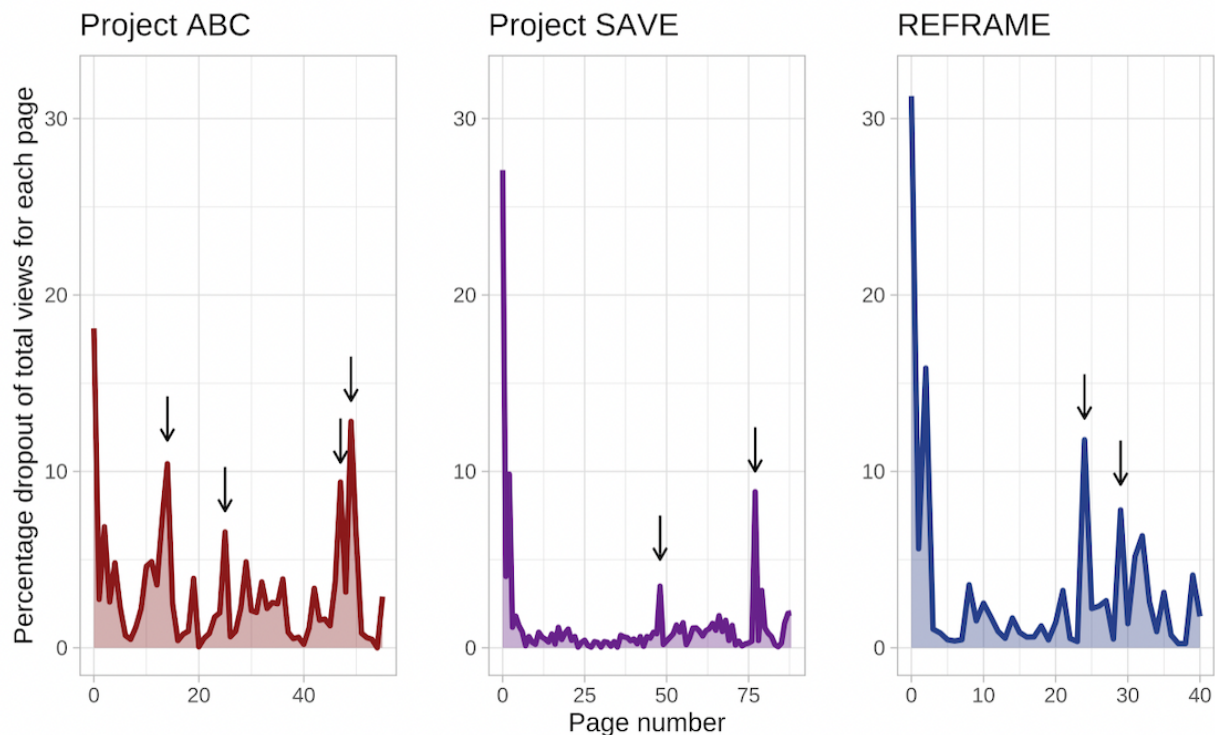 Project ABC
Project SAVE
REFRAME
Percentage dropout of total views for each page
30
20
10
0
0 20 40
30
20
10
0
0 25 50 75
30
20
10
0
0 10 20 30 40
Page number